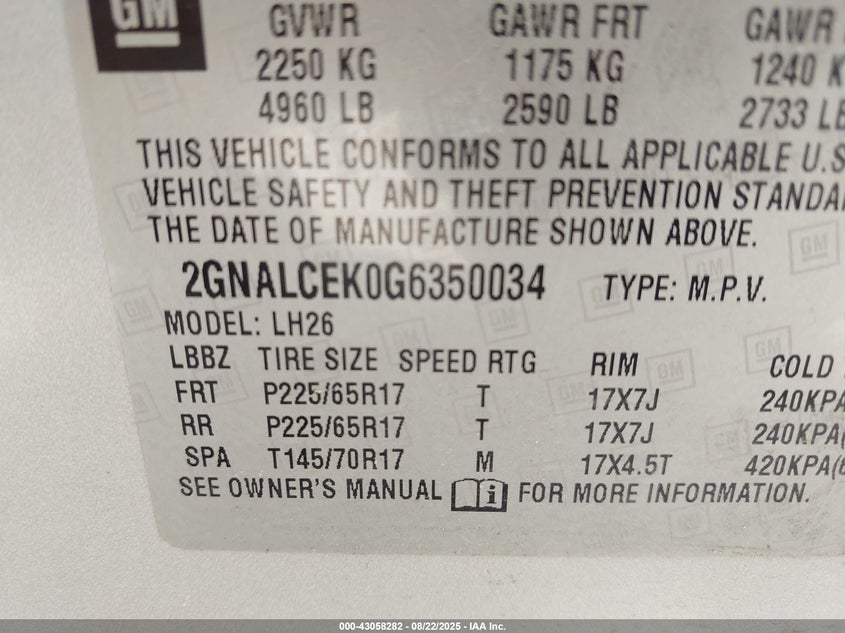 GM
GVWR GAWR FRT GAWR
2250 KG 1175 KG 1240 K
4960 LB 2590 LB 2733 LB
THIS VEHICLE CONFORMS TO ALL APPLICABLE U.S
VEHICLE SAFETY AND THEFT PREVENTION STANDA
THE DATE OF MANUFACTURE SHOWN ABOVE.
2GNALCEK0G6350034 TYPE: M.P.V.
MODEL: LH26
LBBZ TIRE SIZE SPEED RTG RIM COLD
FRT P225/65R17 T 17X7J 240KPA
RR P225/65R17 T 17X7J 240KPA(
SPA T145/70R17 M 17X4.5T 420KPA(6
SEE OWNER'S MANUAL i FOR MORE INFORMATION.
000-43058282 - 08/22/2025 - IAA Inc.